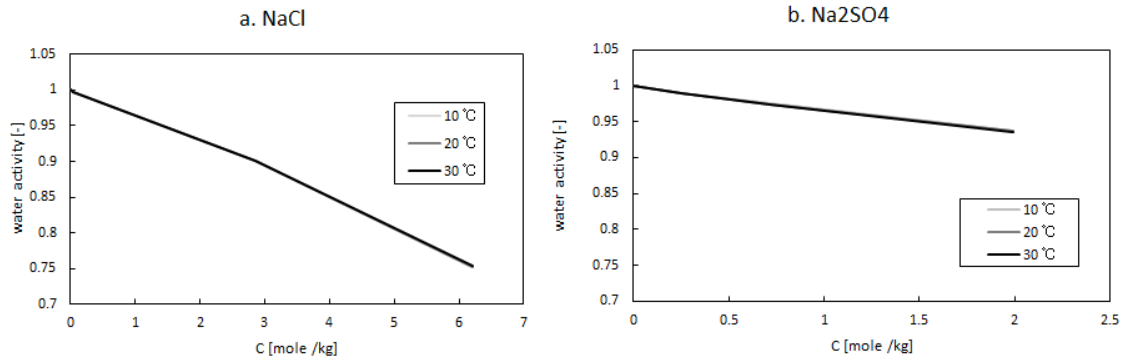 a. NaCl
1.05
1
0.95
0.9
0.85
0.8
0.75
0.7
water activity [-]
10 ℃
20 ℃
30 ℃
0 1 2 3 4 5 6 7
C [mole /kg]
b. Na2SO4
1.05
1
0.95
0.9
0.85
0.8
0.75
0.7
water activity [-]
10 ℃
20 ℃
30 ℃
0 0.5 1 1.5 2 2.5
C [mole /kg]